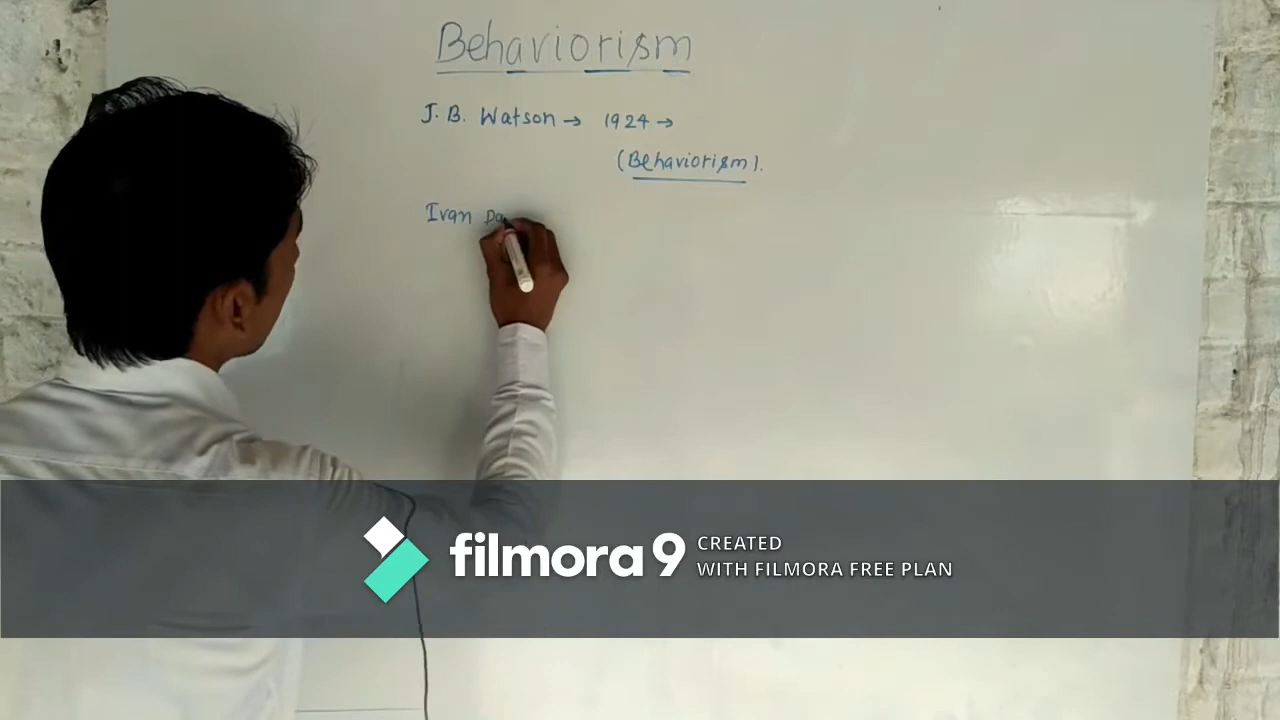 Behaviorism
J. B. Watson → 1924 →
(Behaviorism).
Ivan Pa
filmora 9 CREATED
WITH FILMORA FREE PLAN